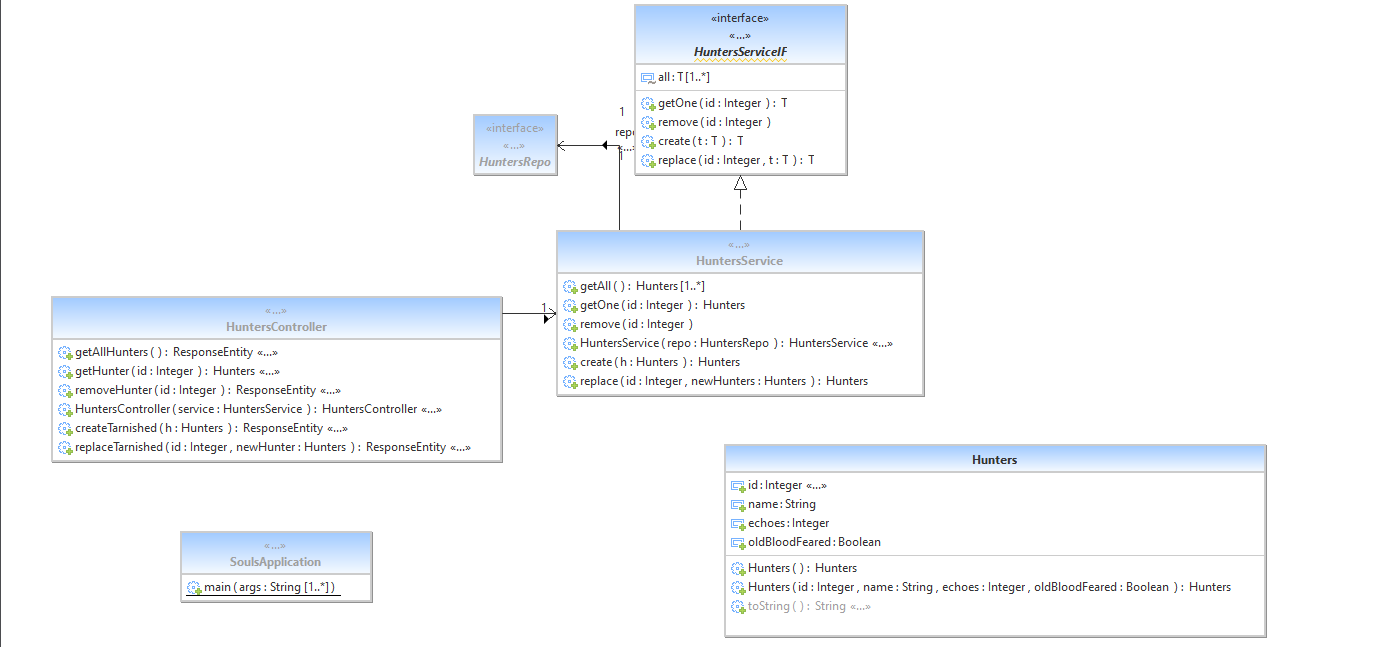 «interface»
«...»
HuntersServiceIF
all : T [1..*]
getOne ( id : Integer ) : T
remove ( id : Integer )
create ( t : T ) : T
replace ( id : Integer , t : T ) : T
«interface»
«...»
HuntersRepo
1
repo
«...
1
«...»
HuntersService
getAll ( ) : Hunters [1..*]
getOne ( id : Integer ) : Hunters
remove ( id : Integer )
HuntersService ( repo : HuntersRepo ) : HuntersService «...»
create ( h : Hunters ) : Hunters
replace ( id : Integer , newHunters : Hunters ) : Hunters
1
«...»
HuntersController
getAllHunters ( ) : ResponseEntity «...»
getHunter ( id : Integer ) : Hunters «...»
removeHunter ( id : Integer ) : ResponseEntity «...»
HuntersController ( service : HuntersService ) : HuntersController «...»
createTarnished ( h : Hunters ) : ResponseEntity «...»
replaceTarnished ( id : Integer , newHunter : Hunters ) : ResponseEntity «...»
Hunters
id : Integer «...»
name : String
echoes : Integer
oldBloodFeared : Boolean
Hunters ( ) : Hunters
Hunters ( id : Integer , name : String , echoes : Integer , oldBloodFeared : Boolean ) : Hunters
toString ( ) : String «...»
«...»
SoulsApplication
main ( args : String [1..*] )